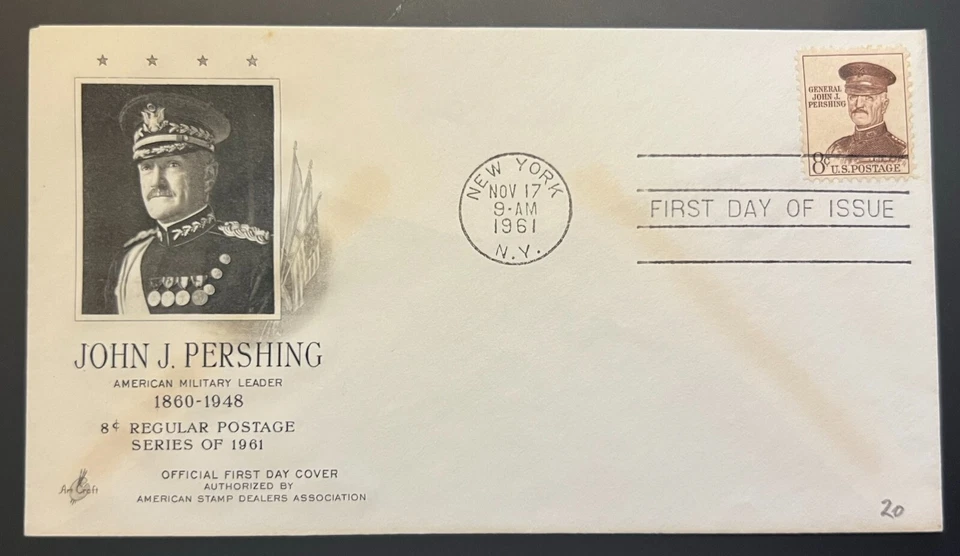 GENERAL
JOHN J.
PERSHING
8¢ U.S. POSTAGE
NEW YORK
NOV 17
9-AM
1961
N.Y.
FIRST DAY OF ISSUE
JOHN J. PERSHING
AMERICAN MILITARY LEADER
1860-1948
8¢ REGULAR POSTAGE
SERIES OF 1961
OFFICIAL FIRST DAY COVER
AUTHORIZED BY
AMERICAN STAMP DEALERS ASSOCIATION
Art Craft
20